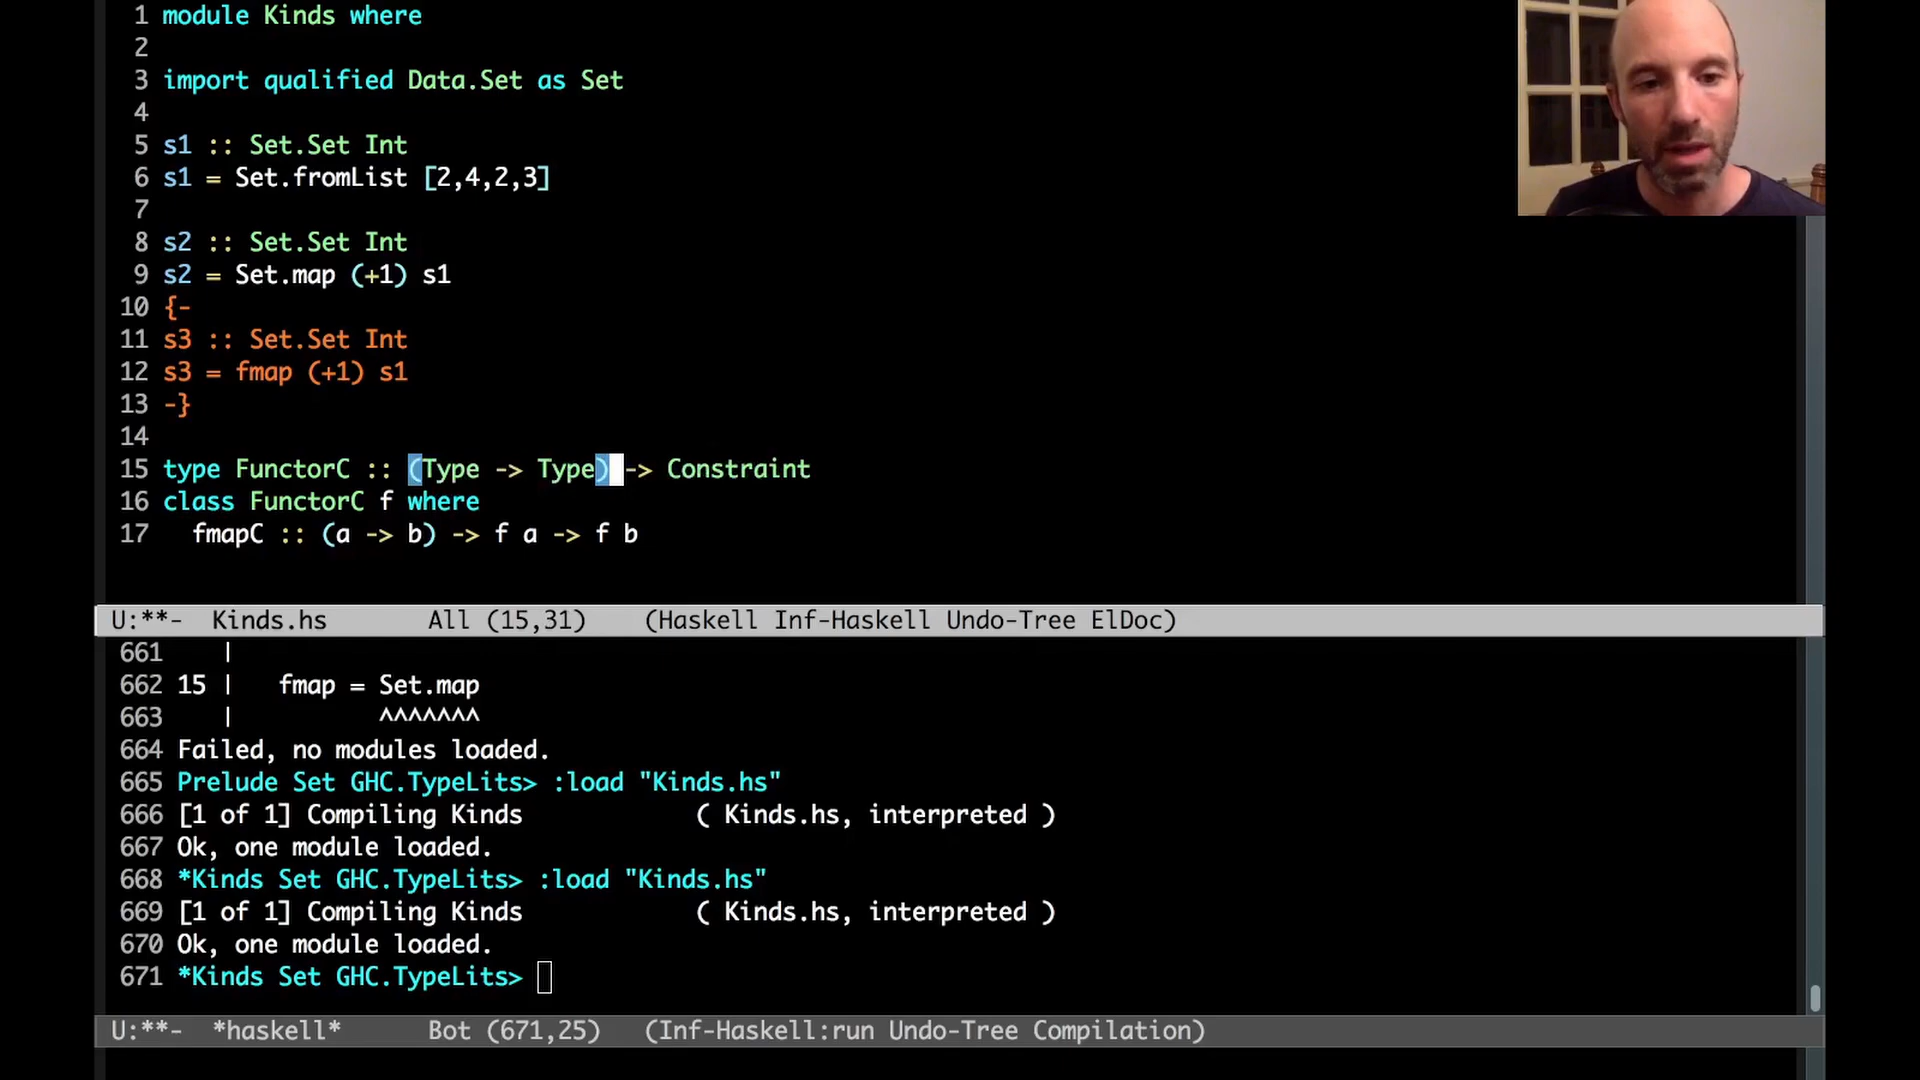 1 module Kinds where
2
3 import qualified Data.Set as Set
4
5 s1 :: Set.Set Int
6 s1 = Set.fromList [2,4,2,3]
7
8 s2 :: Set.Set Int
9 s2 = Set.map (+1) s1
10 {-
11 s3 :: Set.Set Int
12 s3 = fmap (+1) s1
13 -}
14
15 type FunctorC :: (Type -> Type) -> Constraint
16 class FunctorC f where
17   fmapC :: (a -> b) -> f a -> f b
U:**-  Kinds.hs       All (15,31)    (Haskell Inf-Haskell Undo-Tree ElDoc)
661    |
662 15 |   fmap = Set.map
663    |          ^^^^^^^
664 Failed, no modules loaded.
665 Prelude Set GHC.TypeLits> :load "Kinds.hs"
666 [1 of 1] Compiling Kinds            ( Kinds.hs, interpreted )
667 Ok, one module loaded.
668 *Kinds Set GHC.TypeLits> :load "Kinds.hs"
669 [1 of 1] Compiling Kinds            ( Kinds.hs, interpreted )
670 Ok, one module loaded.
671 *Kinds Set GHC.TypeLits>
U:**-  *haskell*      Bot (671,25)   (Inf-Haskell:run Undo-Tree Compilation)